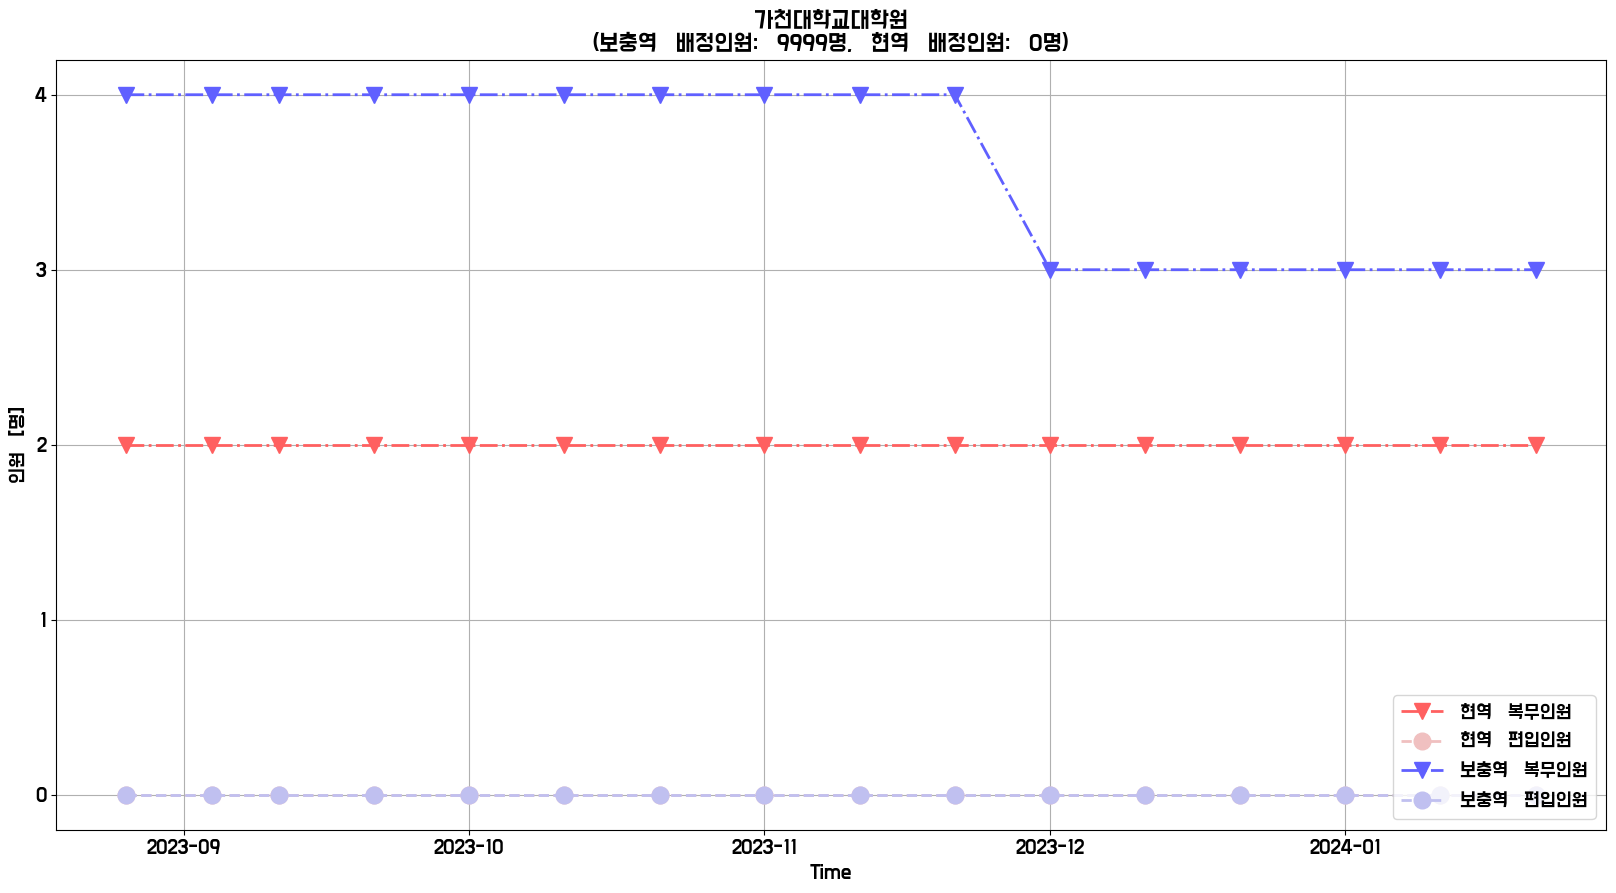 가천대학교대학원
(보충역 배정인원: 9999명, 현역 배정인원: 0명)
4
3
2
1
0
인원 [명]
2023-09
2023-10
2023-11
2023-12
2024-01
Time
현역 복무인원
현역 편입인원
보충역 복무인원
보충역 편입인원